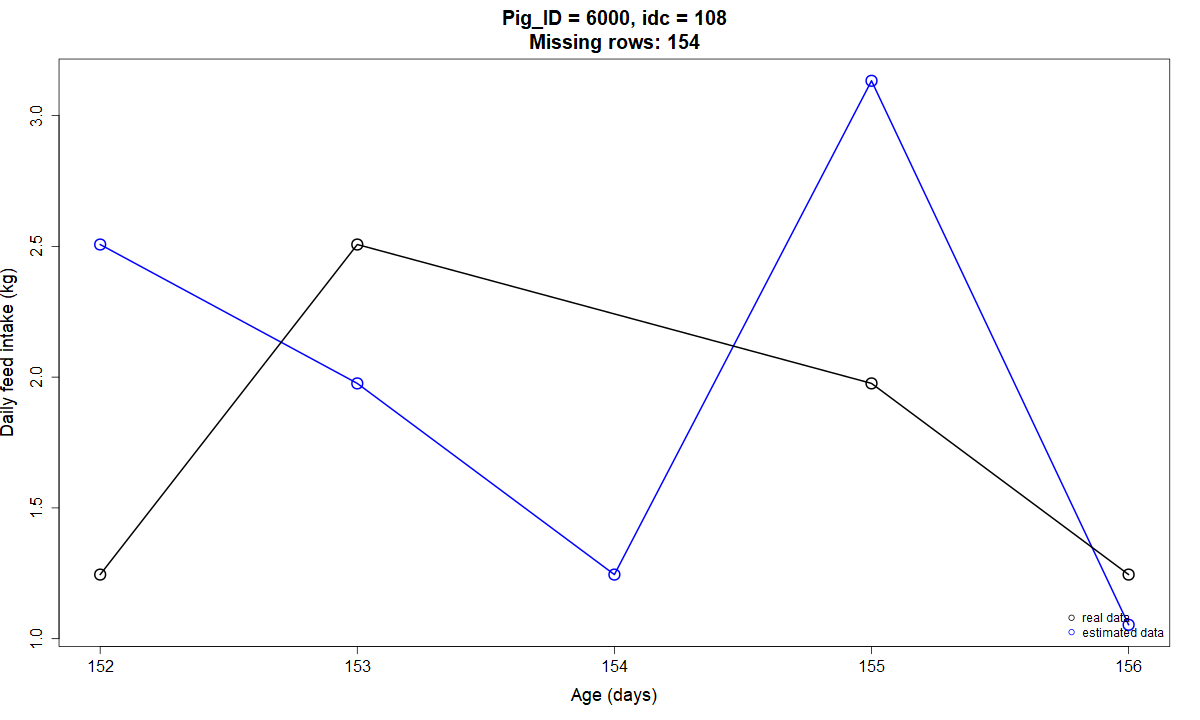 Pig_ID = 6000, idc = 108
Missing rows: 154
Daily feed intake (kg)
3.0
2.5
2.0
1.5
1.0
real data
estimated data
152 153 154 155 156
Age (days)